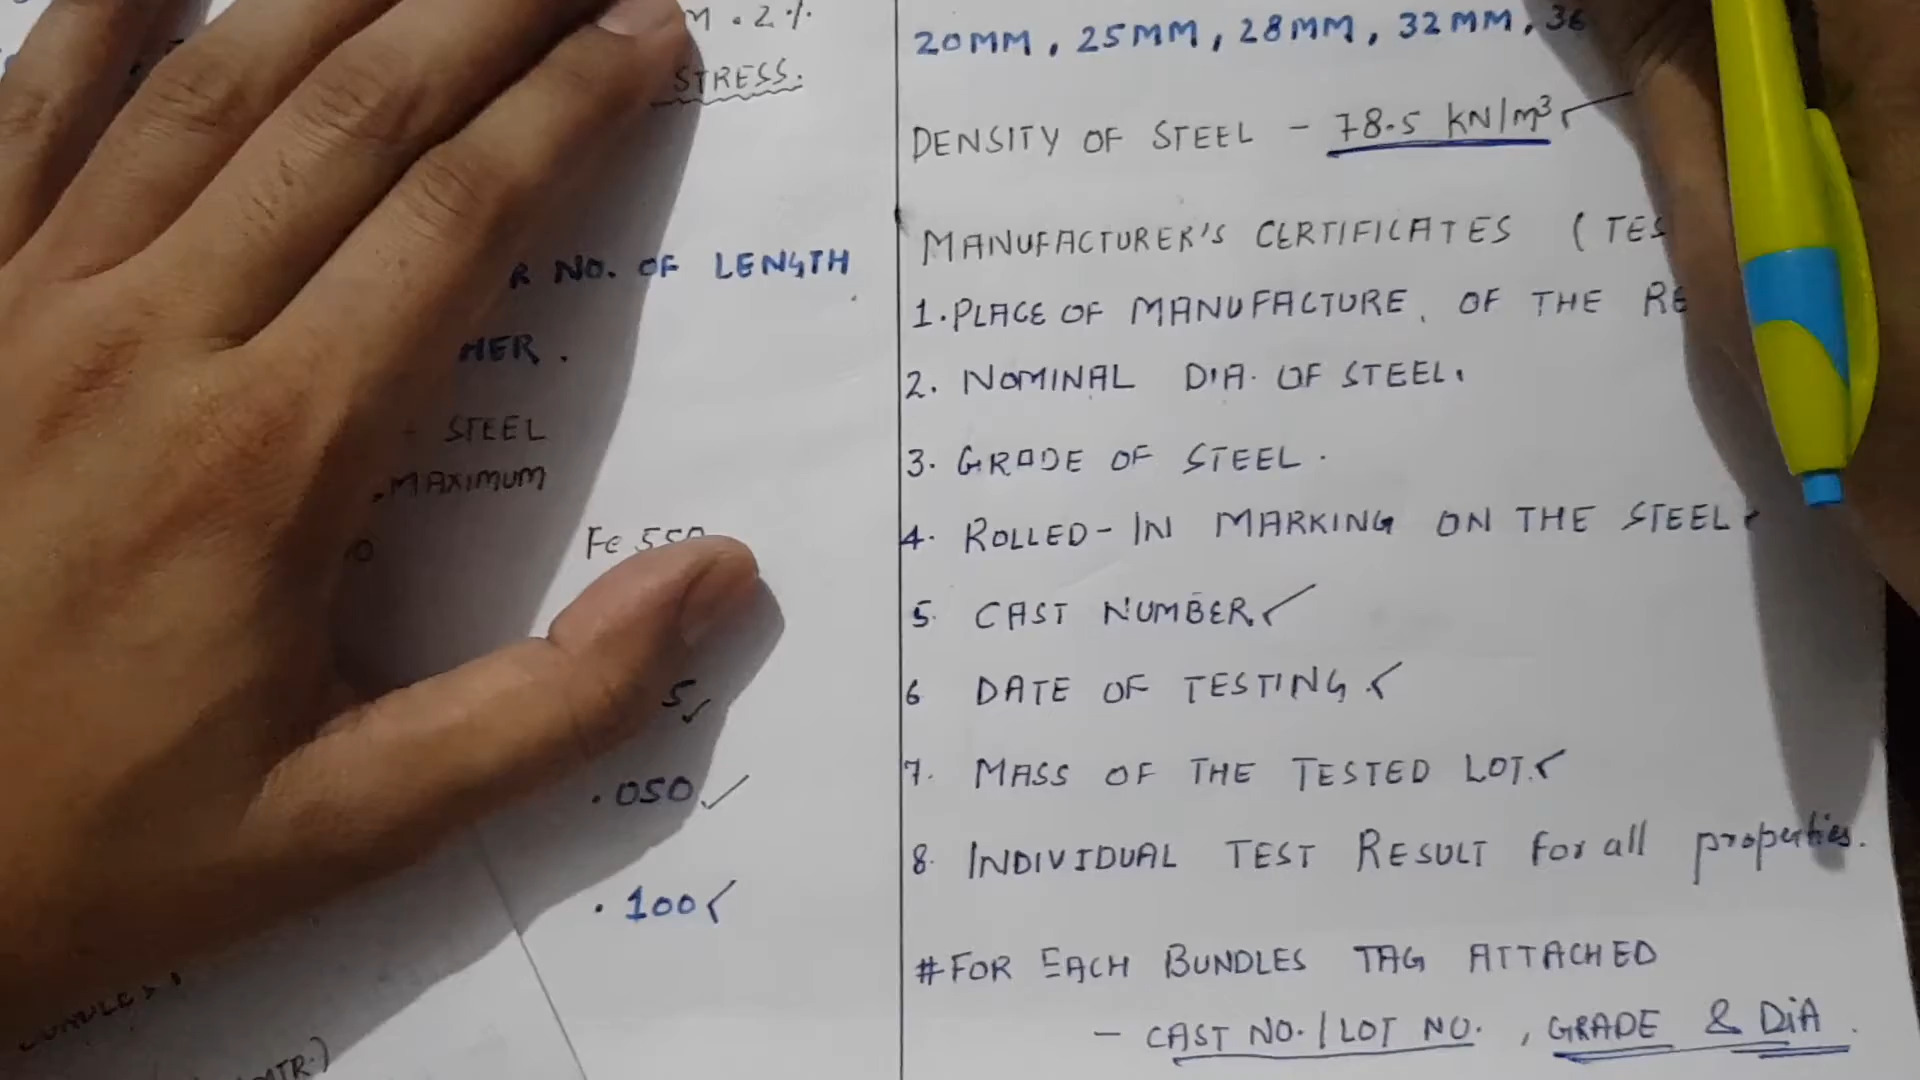 . 2 %
STRESS.
NO. OF LENGTH
STEEL
MAXIMUM
Fe 550
5
.050
.100
20MM, 25MM, 28MM, 32MM, 36
DENSITY OF STEEL - 78.5 KN/m³
MANUFACTURER'S CERTIFICATES (TES
1. PLACE OF MANUFACTURE. OF THE RE
2. NOMINAL DIA. OF STEEL.
3. GRADE OF STEEL.
4. ROLLED-IN MARKING ON THE STEEL
5. CAST NUMBER.
6 DATE OF TESTING.
7. MASS OF THE TESTED LOT.
8. INDIVIDUAL TEST RESULT for all properties.
# FOR EACH BUNDLES TAG ATTACHED
- CAST NO. / LOT NO. , GRADE & DiA .